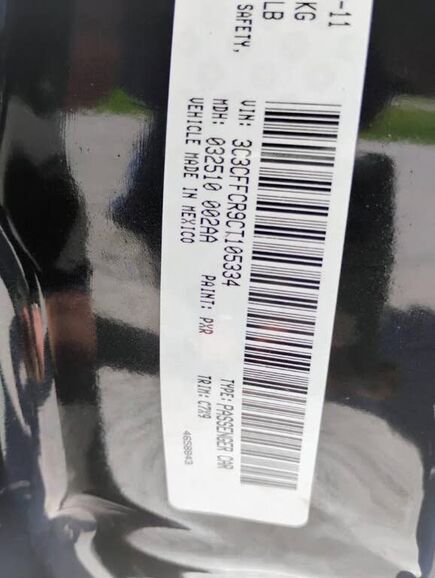 -11
KG
LB
SAFETY,
VIN: 3C3CFFCR9CT105334 TYPE: PASSENGER CAR
MDH: 032510 002AA PAINT: PXR TRIM: C7X9
VEHICLE MADE IN MEXICO
4658843